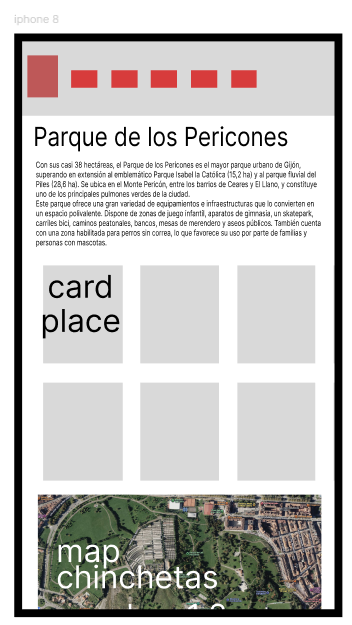 iphone 8
Parque de los Pericones
Con sus casi 38 hectáreas, el Parque de los Pericones es el mayor parque urbano de Gijón,
superando en extensión al emblemático Parque Isabel la Católica (15,2 ha) y al parque fluvial del
Piles (28,6 ha). Se ubica en el Monte Pericón, entre los barrios de Ceares y El Llano, y constituye
uno de los principales pulmones verdes de la ciudad.
Este parque ofrece una gran variedad de equipamientos e infraestructuras que lo convierten en
un espacio polivalente. Dispone de zonas de juego infantil, aparatos de gimnasia, un skatepark,
carriles bici, caminos peatonales, bancos, mesas de merendero y aseos públicos. También cuenta
con una zona habilitada para perros sin correa, lo que favorece su uso por parte de familias y
personas con mascotas.
card
place
map
chinchetas